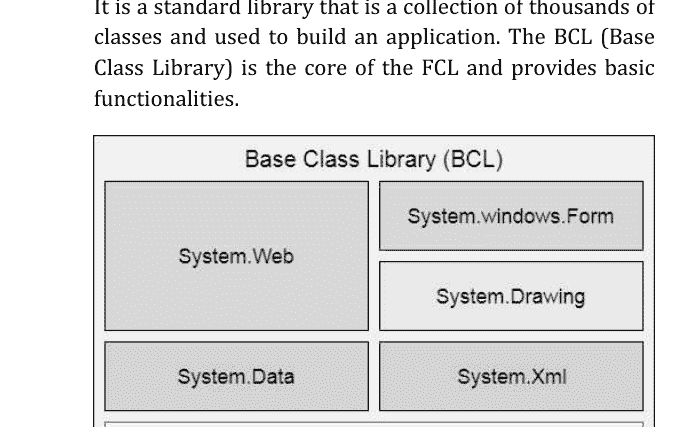 It is a standard library that is a collection of thousands of
classes and used to build an application. The BCL (Base
Class Library) is the core of the FCL and provides basic
functionalities.
Base Class Library (BCL)
System.windows.Form
System.Web
System.Drawing
System.Data
System.Xml